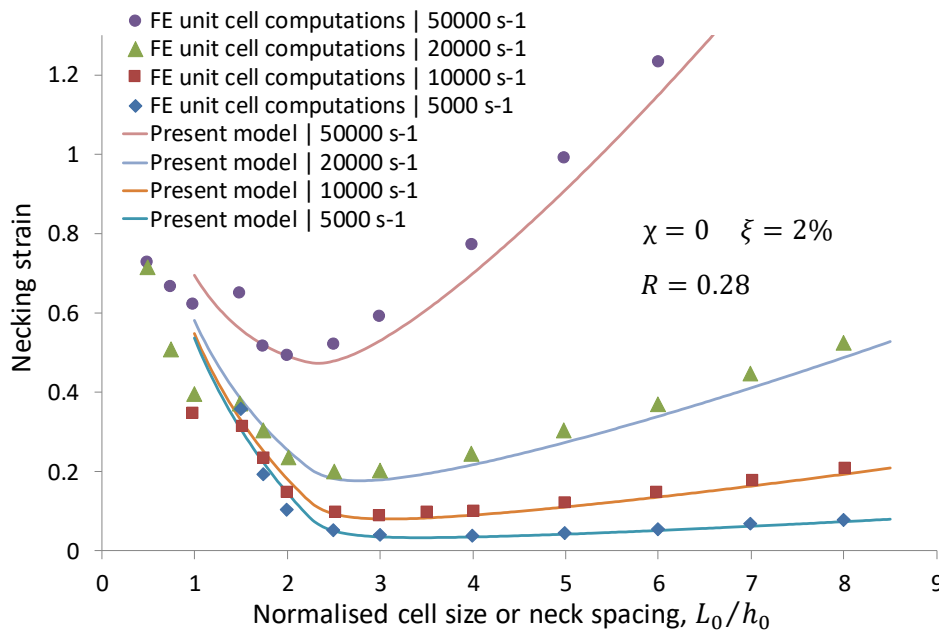 FE unit cell computations | 50000 s-1
FE unit cell computations | 20000 s-1
FE unit cell computations | 10000 s-1
FE unit cell computations | 5000 s-1
Present model | 50000 s-1
Present model | 20000 s-1
Present model | 10000 s-1
Present model | 5000 s-1
χ = 0 ξ = 2%
R = 0.28
Necking strain
1.2
1
0.8
0.6
0.4
0.2
0
0 1 2 3 4 5 6 7 8 9
Normalised cell size or neck spacing, L₀/h₀